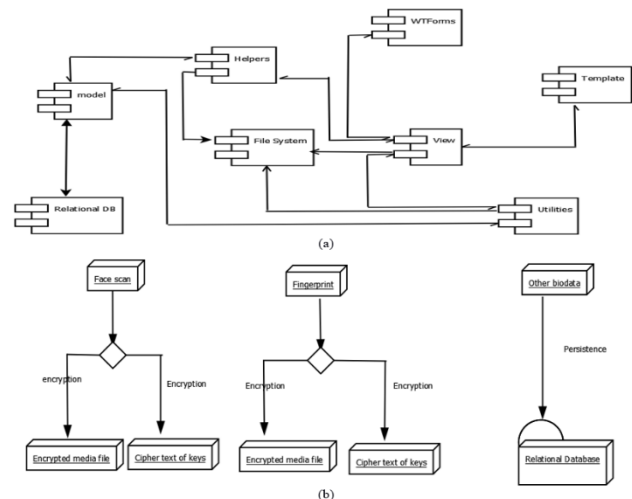 WTForms
Helpers
Template
model
File System
View
Relational DB
Utilities
(a)
Face scan
Fingerprint
Other biodata
encryption
Encryption
Encryption
Encryption
Persistence
Encrypted media file
Cipher text of keys
Encrypted media file
Cipher text of keys
Relational Database
(b)